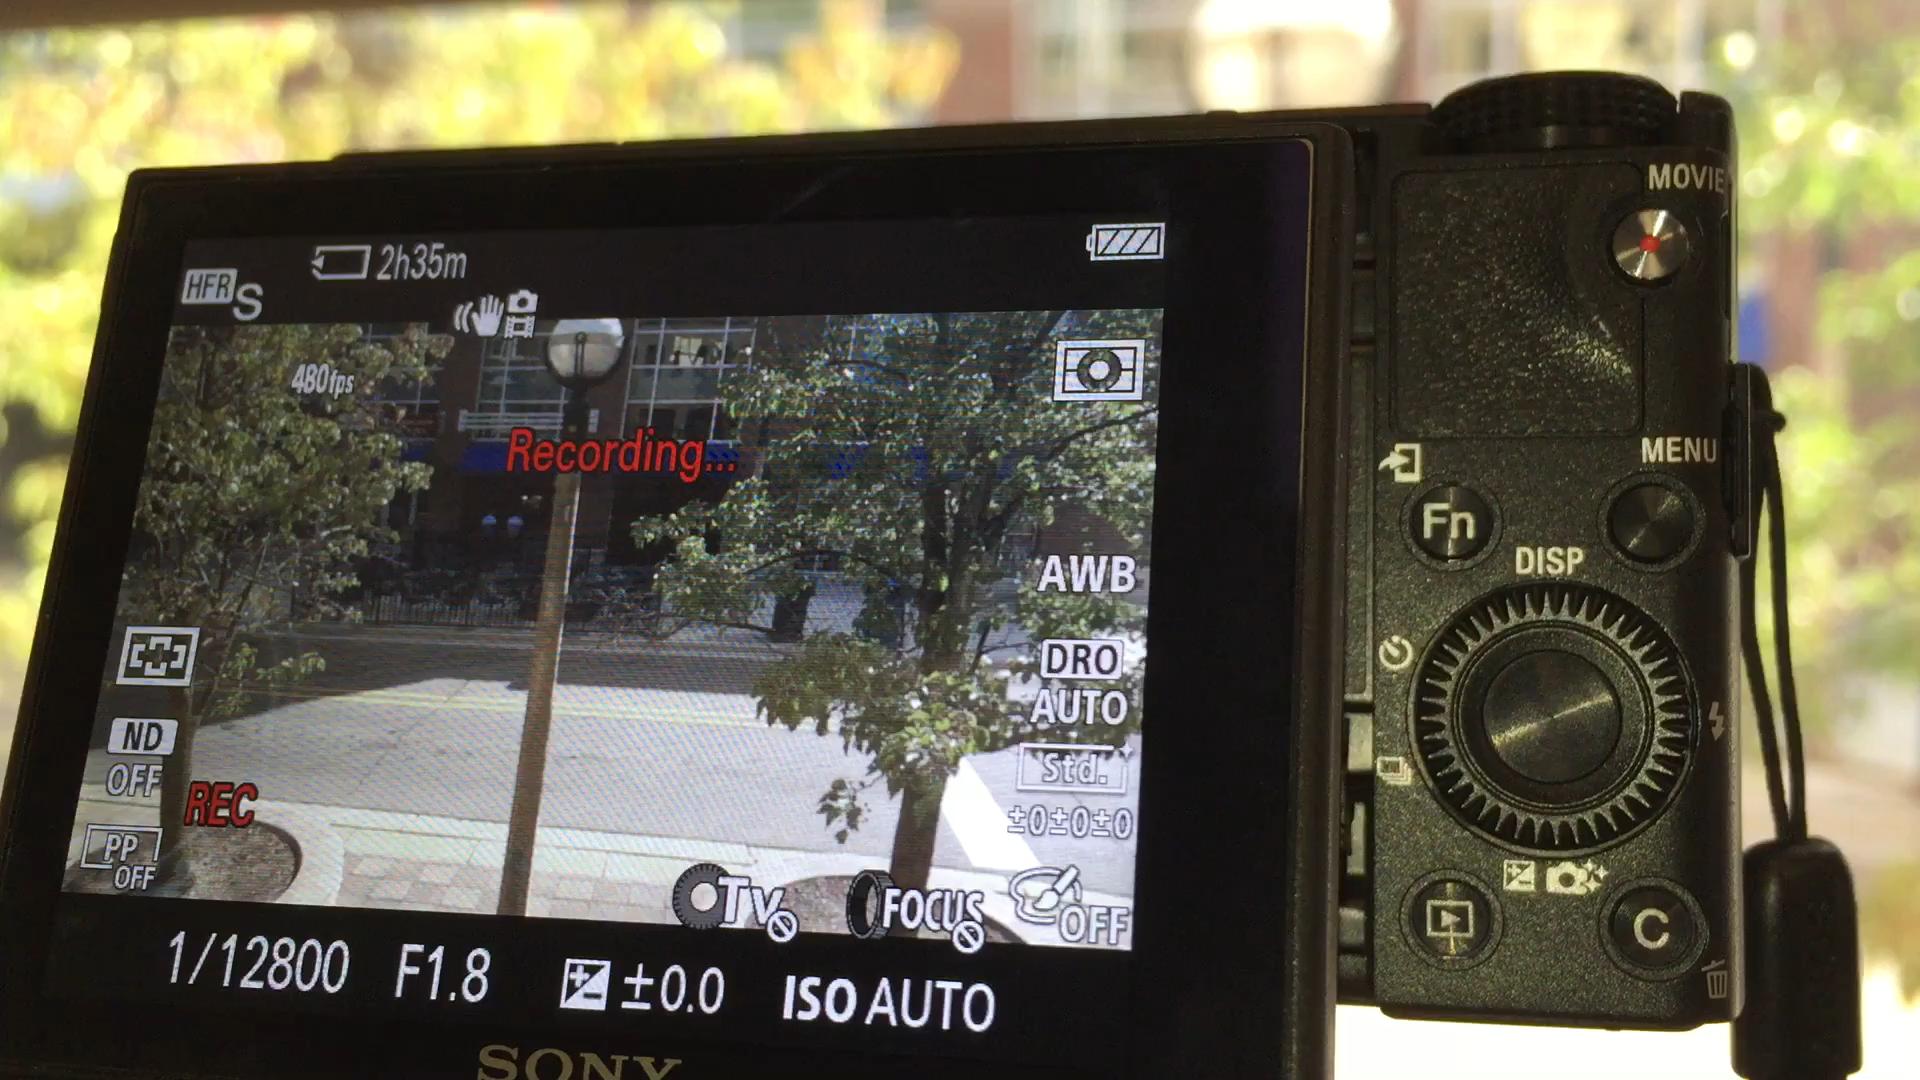 2h35m
HFR S
480fps
Recording...
AWB
DRO
AUTO
ND
OFF
Std.
REC
±0±0±0
PP
OFF
Tv
FOCUS
OFF
1/12800 F1.8 ±0.0 ISO AUTO
SONY
MOVIE
MENU
Fn
DISP
C